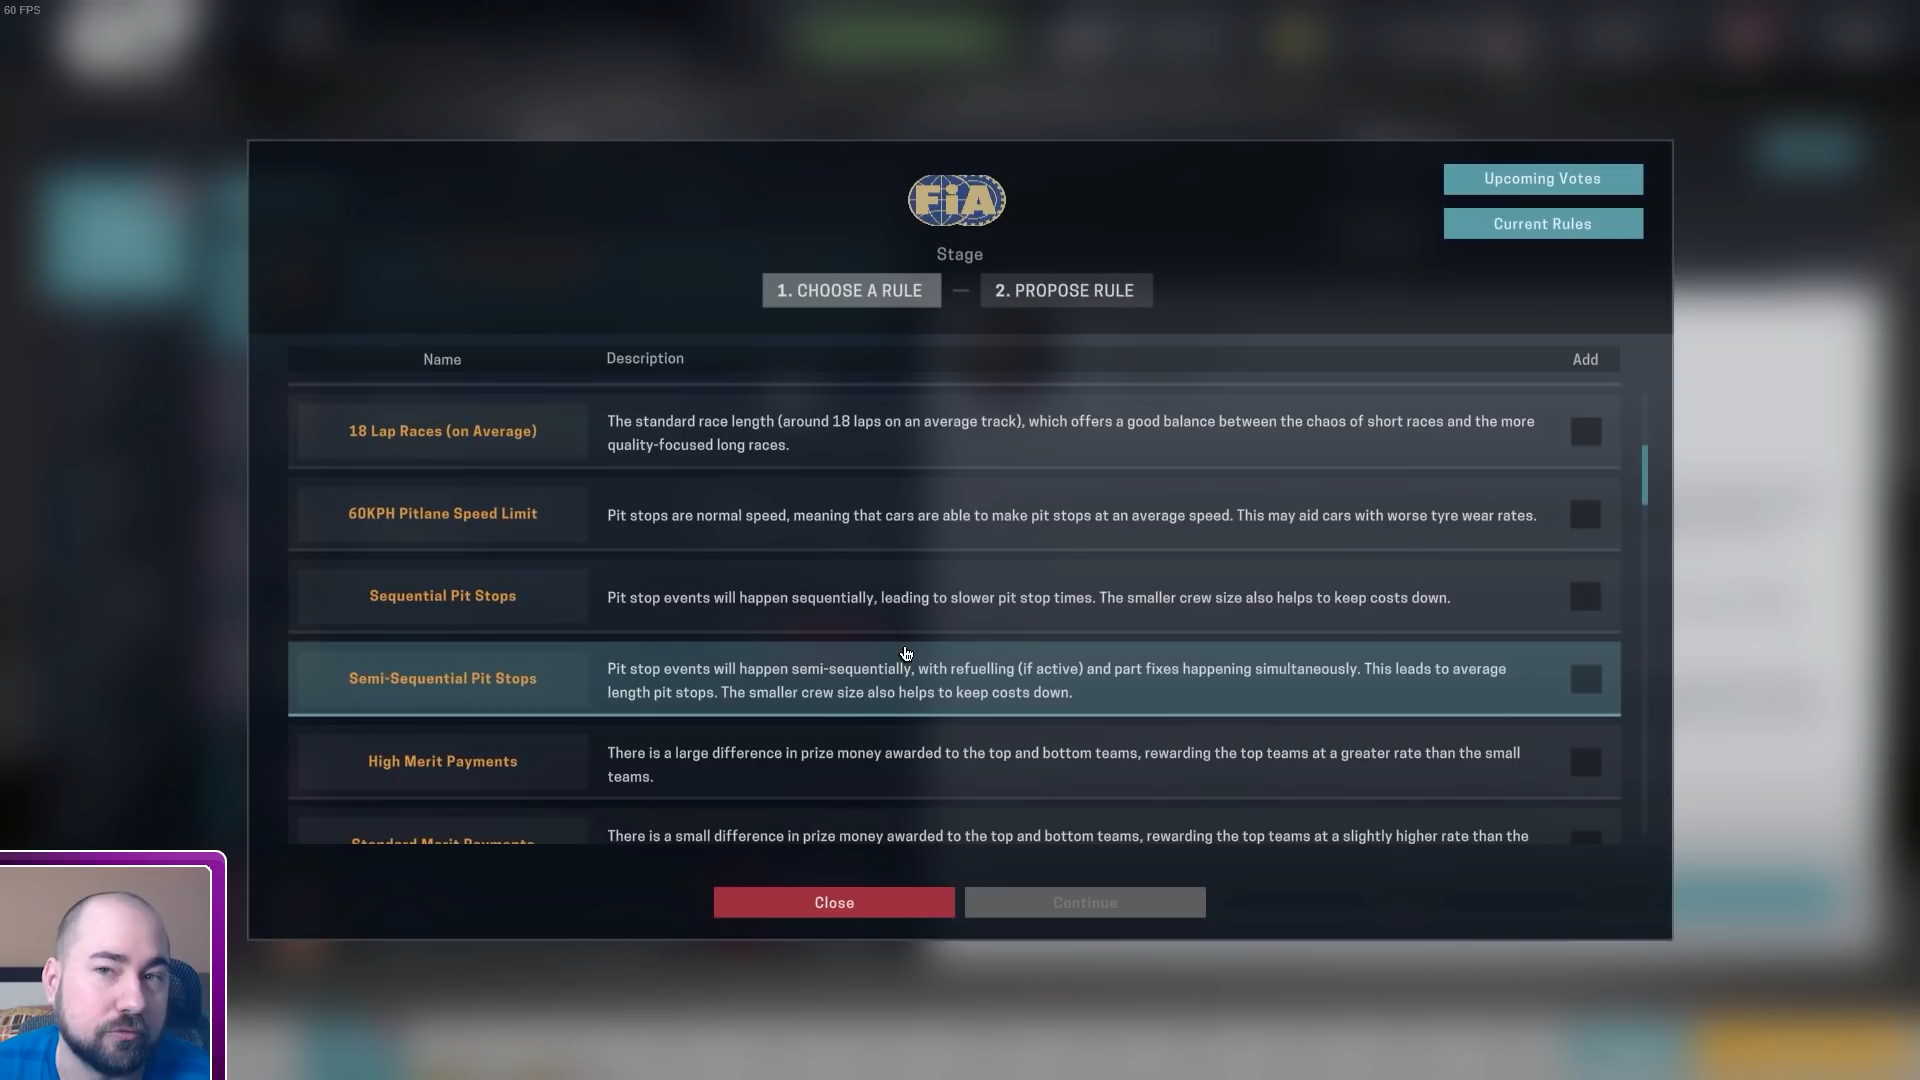 60 FPS
FiA
Upcoming Votes
Current Rules
Stage
1. CHOOSE A RULE
2. PROPOSE RULE
Name
Description
Add
18 Lap Races (on Average)
The standard race length (around 18 laps on an average track), which offers a good balance between the chaos of short races and the more
quality-focused long races.
60KPH Pitlane Speed Limit
Pit stops are normal speed, meaning that cars are able to make pit stops at an average speed. This may aid cars with worse tyre wear rates.
Sequential Pit Stops
Pit stop events will happen sequentially, leading to slower pit stop times. The smaller crew size also helps to keep costs down.
Semi-Sequential Pit Stops
Pit stop events will happen semi-sequentially, with refuelling (if active) and part fixes happening simultaneously. This leads to average
length pit stops. The smaller crew size also helps to keep costs down.
High Merit Payments
There is a large difference in prize money awarded to the top and bottom teams, rewarding the top teams at a greater rate than the small
teams.
Standard Merit Payments
There is a small difference in prize money awarded to the top and bottom teams, rewarding the top teams at a slightly higher rate than the
Close
Continue